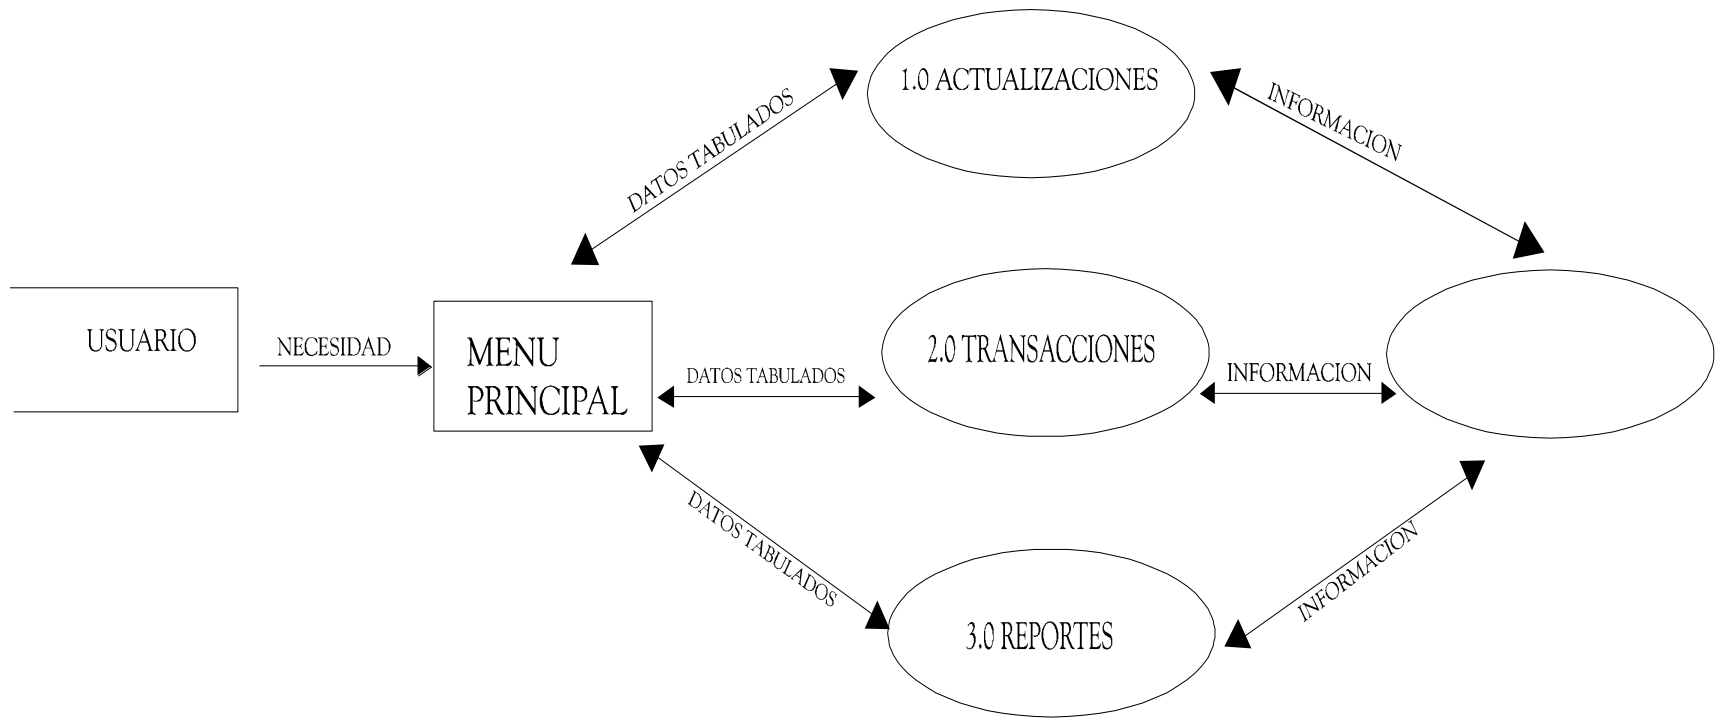 1.0 ACTUALIZACIONES
DATOS TABULADOS
INFORMACION
USUARIO
NECESIDAD
MENU
PRINCIPAL
DATOS TABULADOS
2.0 TRANSACCIONES
INFORMACION
DATOS TABULADOS
3.0 REPORTES
INFORMACION